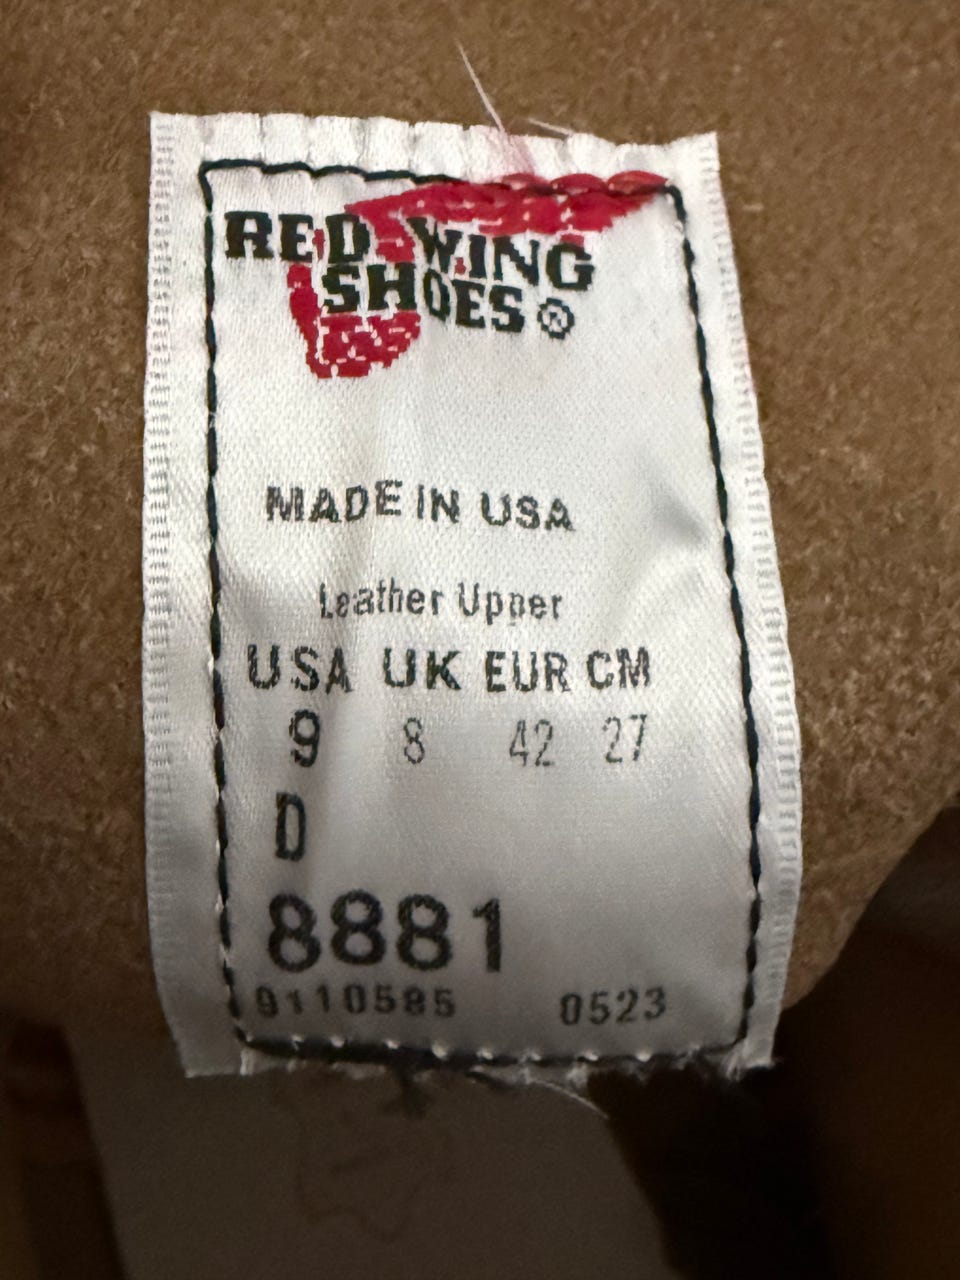 RED WING
SHOES®
MADE IN USA
Leather Upper
USA UK EUR CM
9 8 42 27
D
8881
9110585 0523